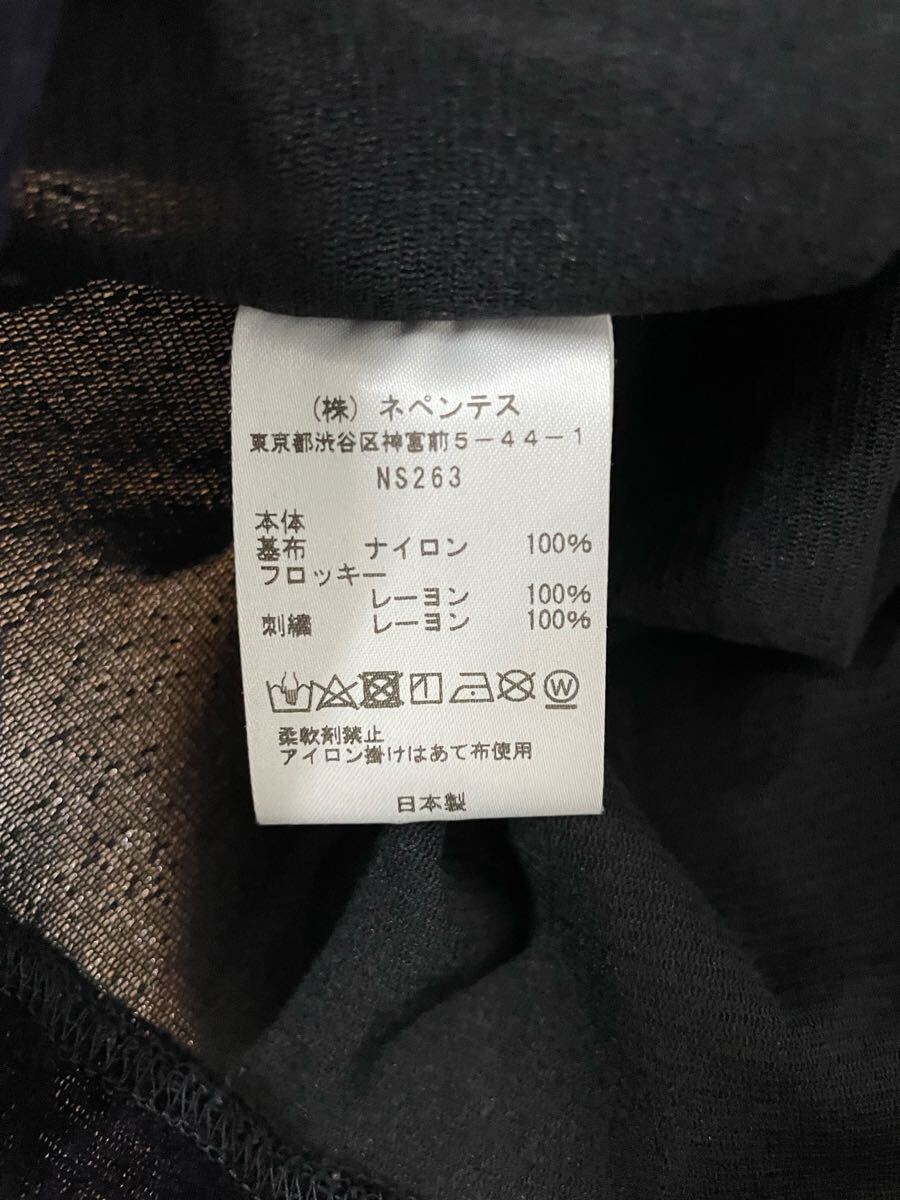 (株) ネペンテス
東京都渋谷区神宮前5-44-1
NS263
本体
基布 ナイロン 100%
フロッキー
レーヨン 100%
刺繍 レーヨン 100%
W
柔軟剤禁止
アイロン掛けはあて布使用
日本製